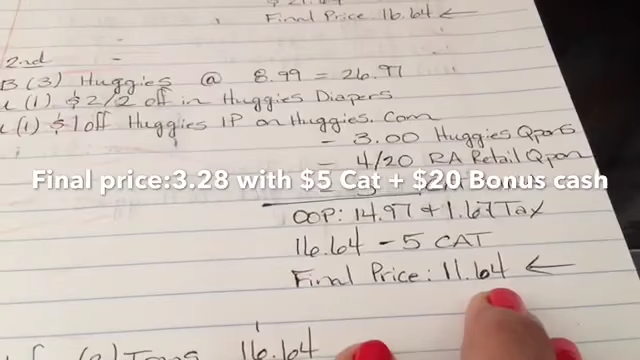 Final Price 16.64 ←
2nd
B (3) Huggies @ 8.99 = 26.97
(1) $2/2 off in Huggies Diapers
(1) $1 off Huggies IP on Huggies.com
- 3.00 Huggies Qpons
- 4/20 RA Retail Qpon
Final price:3.28 with $5 Cat + $20 Bonus cash
OOP: 14.97 + 1.67 Tax
16.64 - 5 CAT
Final Price: 11.64 ←
(2) Trans 16.64